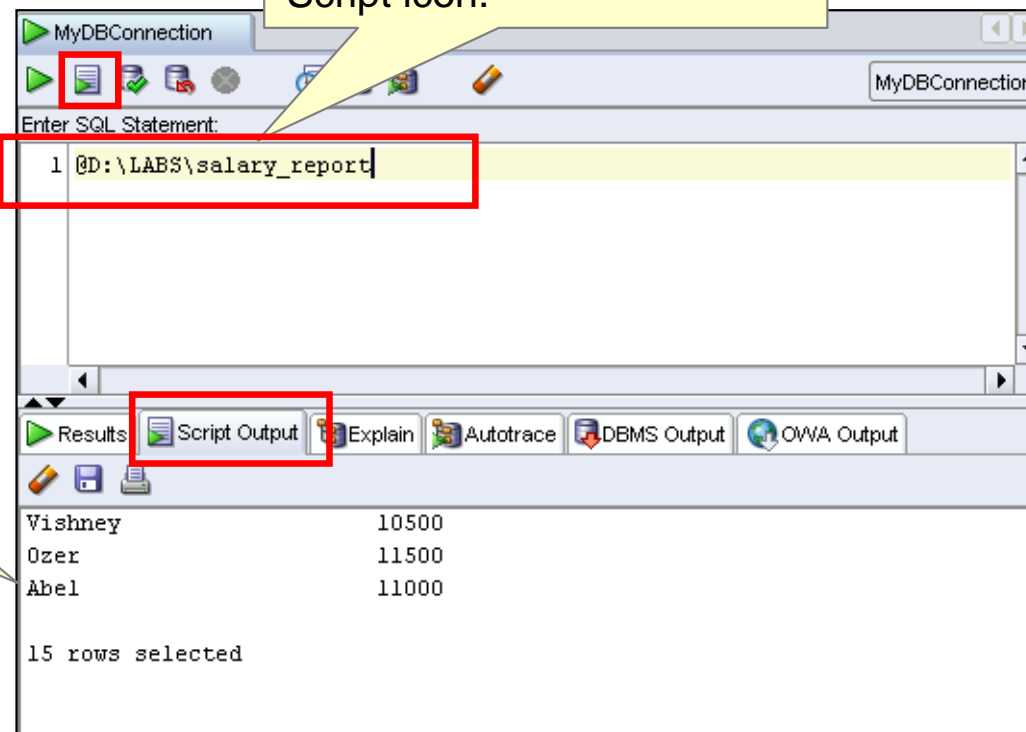 Script icon.
MyDBConnection
MyDBConnection
Enter SQL Statement:
1 @D:\LABS\salary_report
Results Script Output Explain Autotrace DBMS Output OWA Output
Vishney 10500
Ozer 11500
Abel 11000
15 rows selected